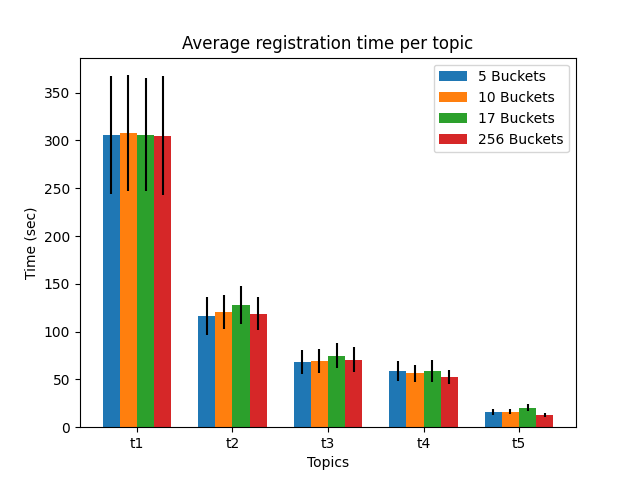 Average registration time per topic
5 Buckets
10 Buckets
17 Buckets
256 Buckets
350
300
250
200
150
100
50
0
Time (sec)
t1 t2 t3 t4 t5
Topics